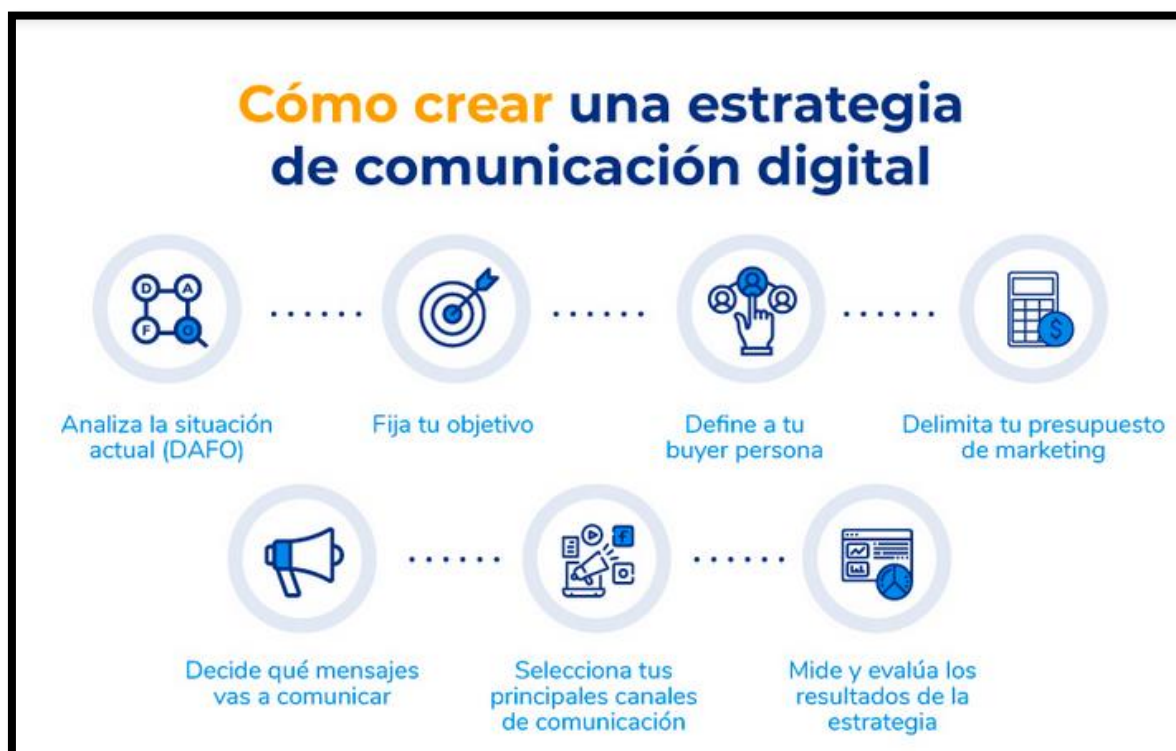 Cómo crear una estrategia
de comunicación digital
D A
F O
$
Analiza la situación
actual (DAFO)
Fija tu objetivo
Define a tu
buyer persona
Delimita tu presupuesto
de marketing
f
Decide qué mensajes
vas a comunicar
Selecciona tus
principales canales
de comunicación
Mide y evalúa los
resultados de la
estrategia